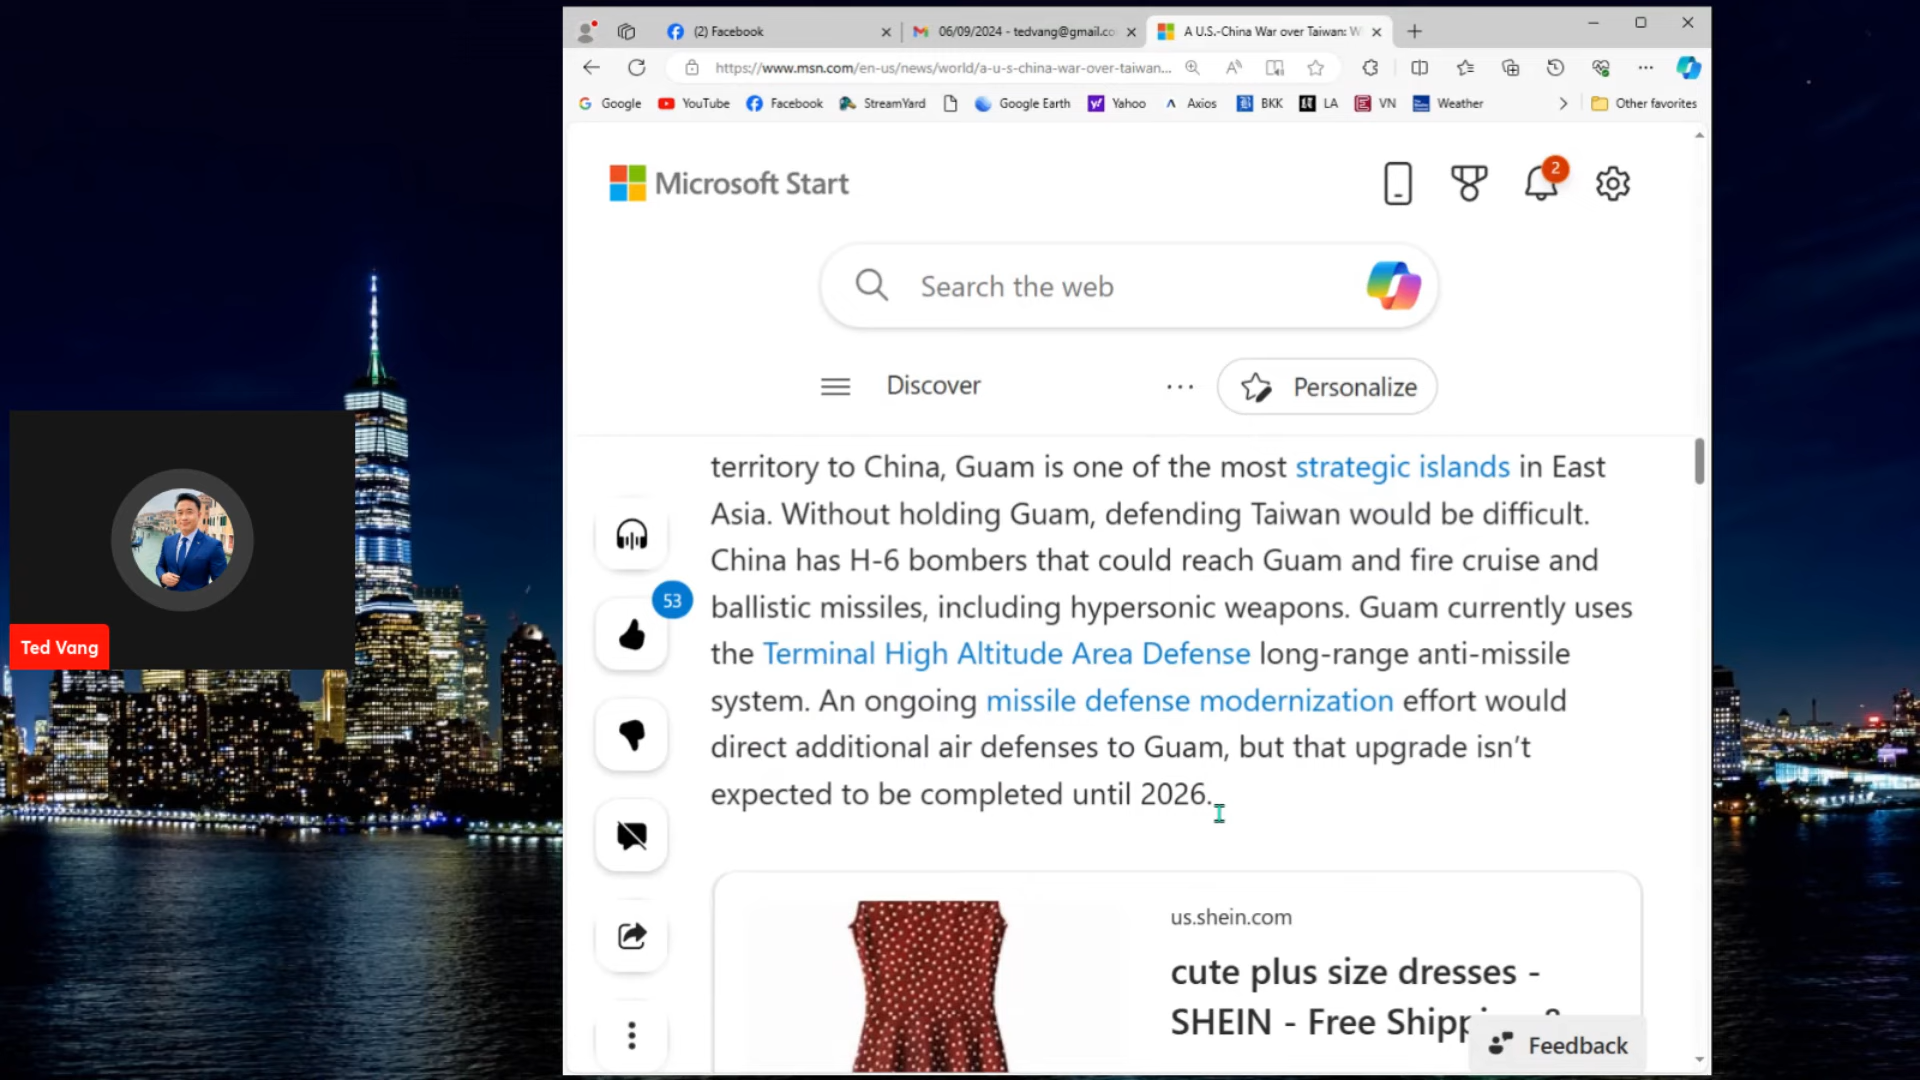 (2) Facebook
06/09/2024 - tedvang@gmail.co
A U.S.-China War over Taiwan: W
https://www.msn.com/en-us/news/world/a-u-s-china-war-over-taiwan...
Google YouTube Facebook StreamYard Google Earth Yahoo Axios BKK LA VN Weather Other favorites
Microsoft Start
2
Search the web
Discover
Personalize
territory to China, Guam is one of the most strategic islands in East
Asia. Without holding Guam, defending Taiwan would be difficult.
China has H-6 bombers that could reach Guam and fire cruise and
53
ballistic missiles, including hypersonic weapons. Guam currently uses
the Terminal High Altitude Area Defense long-range anti-missile
system. An ongoing missile defense modernization effort would
direct additional air defenses to Guam, but that upgrade isn’t
expected to be completed until 2026.
Ted Vang
us.shein.com
cute plus size dresses -
SHEIN - Free Shipping
Feedback